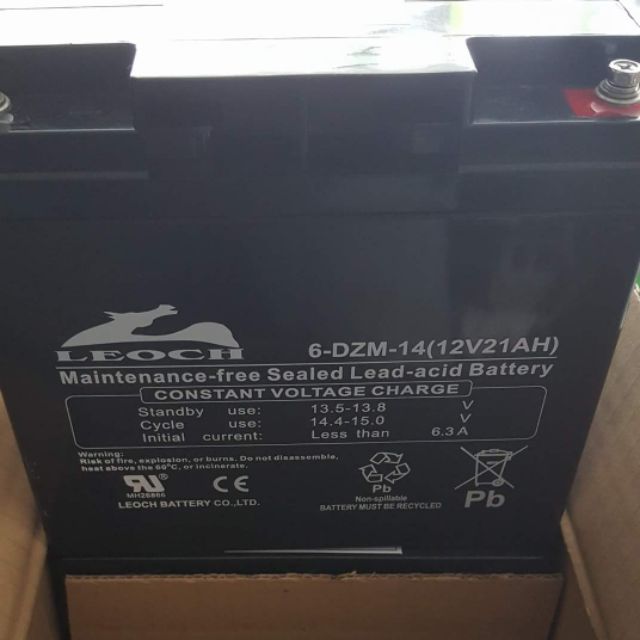 LEOCH
6-DZM-14(12V21AH)
Maintenance-free Sealed Lead-acid Battery
CONSTANT VOLTAGE CHARGE
Standby use: 13.5-13.8 V
Cycle use: 14.4-15.0 V
Initial current: Less than 6.3A
Warning:
Risk of fire, explosion, or burns. Do not disassemble,
heat above the 60°C, or incinerate.
MH26866
CE
LEOCH BATTERY CO.,LTD.
Pb
Non-spillable
BATTERY MUST BE RECYCLED
Pb